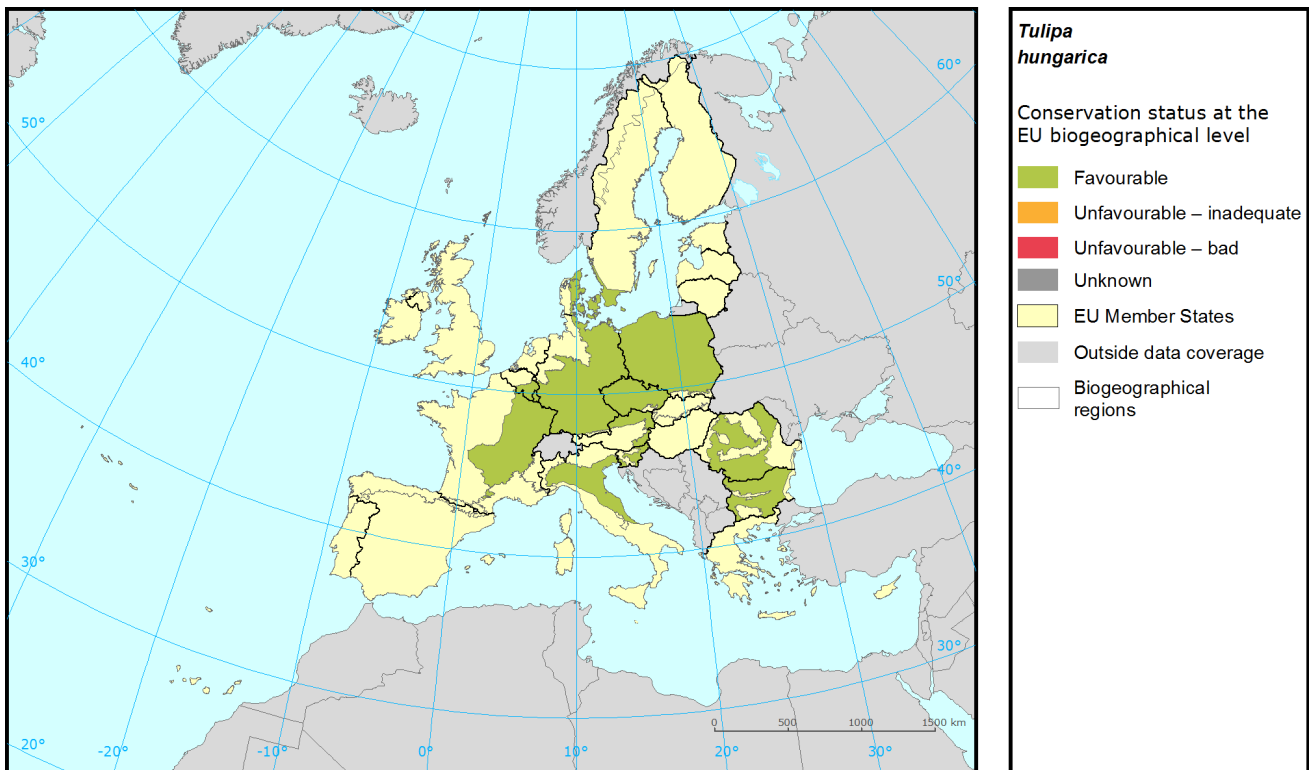 60°
50°
50°
40°
40°
30°
30°
20°
-20°
-10°
0°
10°
20°
30°
0 500 1000 1500 km
Tulipa
hungarica
Conservation status at the
EU biogeographical level
Favourable
Unfavourable – inadequate
Unfavourable – bad
Unknown
EU Member States
Outside data coverage
Biogeographical
regions